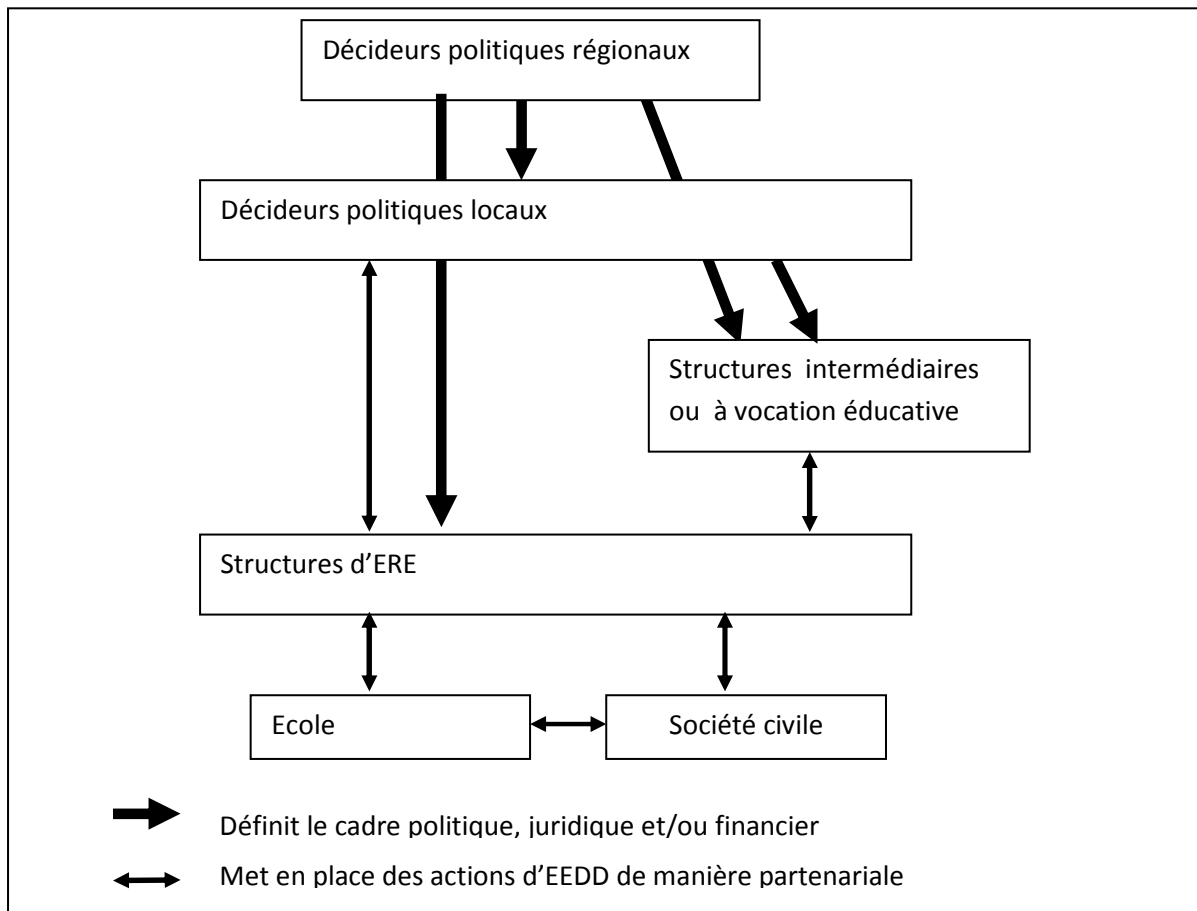 Décideurs politiques régionaux
Décideurs politiques locaux
Structures intermédiaires
ou à vocation éducative
Structures d’ERE
Ecole
Société civile
Définit le cadre politique, juridique et/ou financier
Met en place des actions d’EEDD de manière partenariale